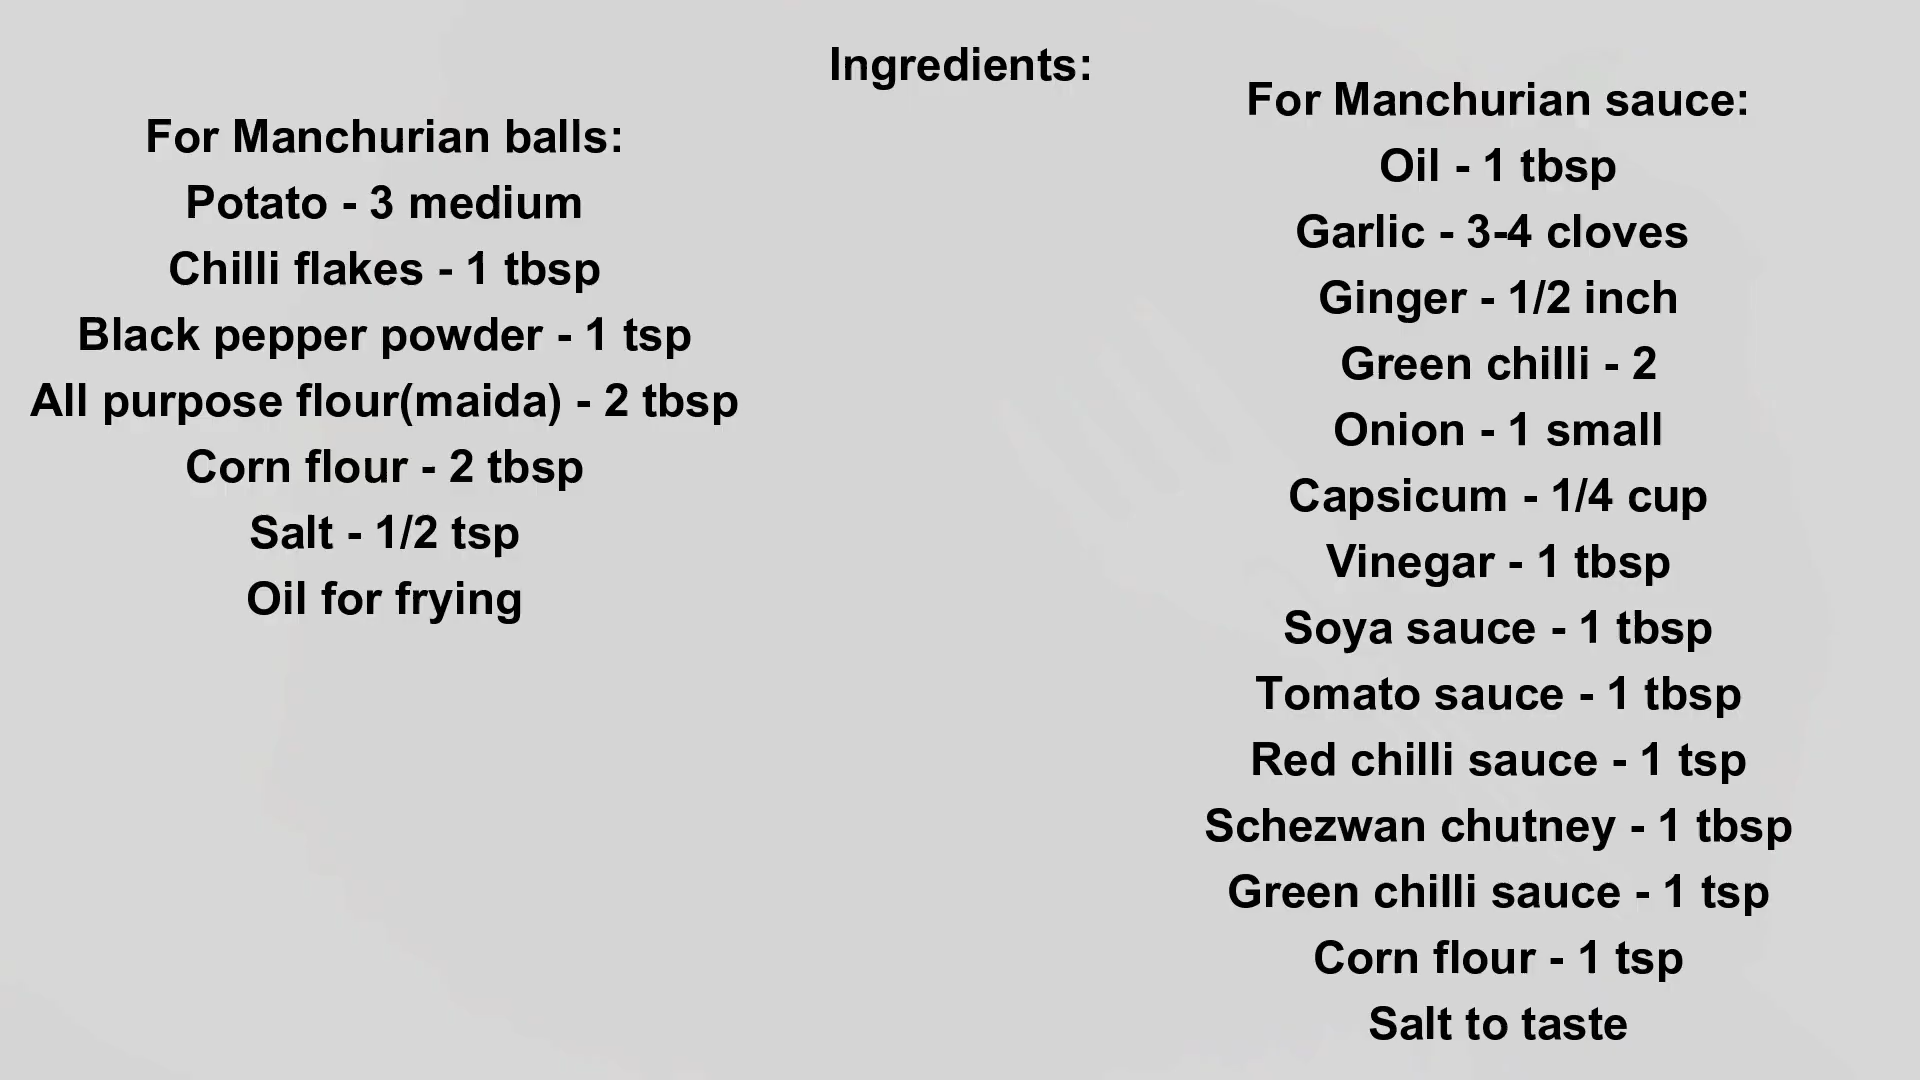 Ingredients:
For Manchurian balls:
Potato - 3 medium
Chilli flakes - 1 tbsp
Black pepper powder - 1 tsp
All purpose flour(maida) - 2 tbsp
Corn flour - 2 tbsp
Salt - 1/2 tsp
Oil for frying
For Manchurian sauce:
Oil - 1 tbsp
Garlic - 3-4 cloves
Ginger - 1/2 inch
Green chilli - 2
Onion - 1 small
Capsicum - 1/4 cup
Vinegar - 1 tbsp
Soya sauce - 1 tbsp
Tomato sauce - 1 tbsp
Red chilli sauce - 1 tsp
Schezwan chutney - 1 tbsp
Green chilli sauce - 1 tsp
Corn flour - 1 tsp
Salt to taste